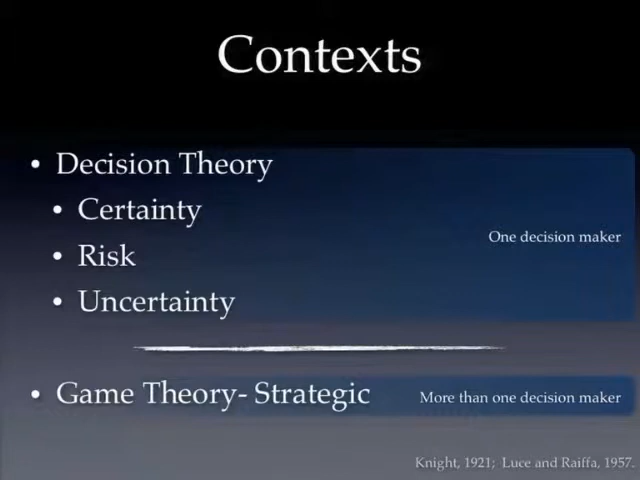 Contexts
• Decision Theory
• Certainty
One decision maker
• Risk
• Uncertainty
• Game Theory- Strategic
More than one decision maker
Knight, 1921; Luce and Raiffa, 1957.